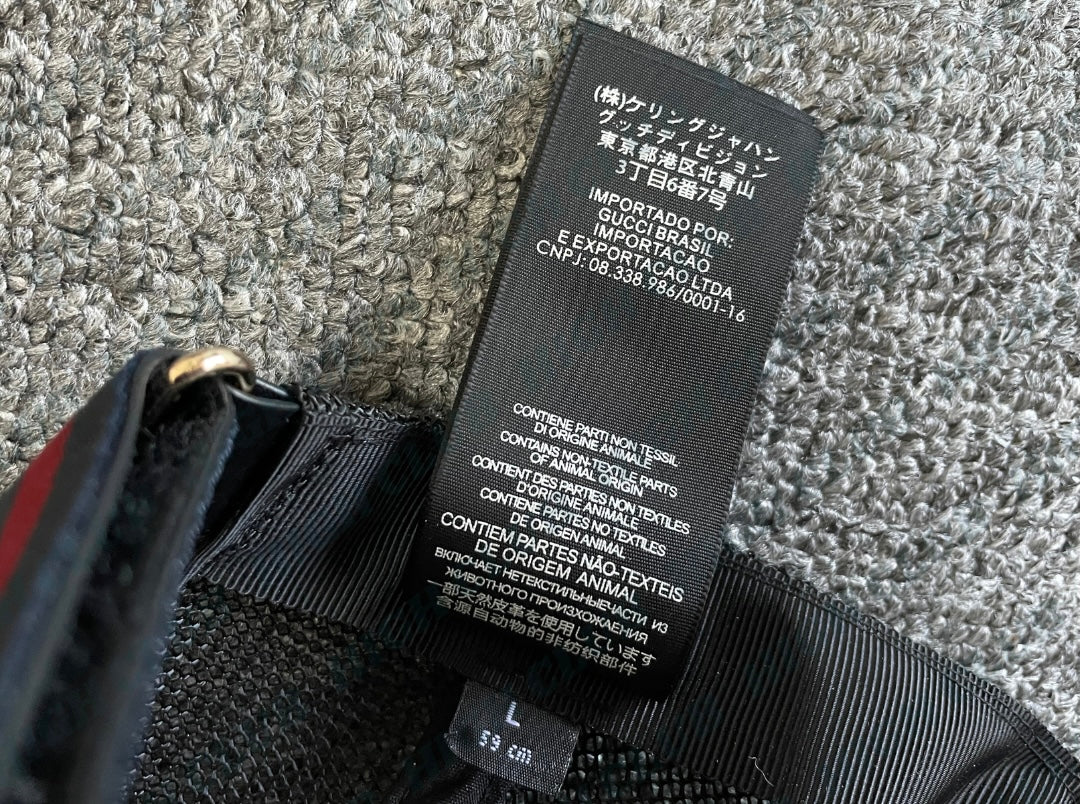 (株)ケリングジャハン
グッチディビジョン
東京都港区北青山
3丁目6番7号
IMPORTADO POR:
GUCCI BRASIL
IMPORTACAO
E EXPORTACAO LTDA
CNPJ: 08 338.986/0001-16
CONTIENE PARTI NON TESSIL
DI ORIGINE ANIMALE
CONTAINS NON-TEXTILE PARTS
OF ANIMAL ORIGIN
CONTIENT DES PARTIES NON TEXTILES
D'ORIGINE ANIMALE
CONTIENE PARTES NO TEXTILES
DE ORIGEN ANIMAL
CONTIEM PARTES NÃO-TEXTEIS
DE ORIGEM ANIMAL
ВКЛЮЧАЕТ НЕТЕКСТИЛЬНЫЕЧАСТИ ИЗ
ЖИВОТНОГО ПРОИЗХОЖАЕНИЯ
一部天然皮革を使用しています
含源自动物的非纺织部件
L
59 cm